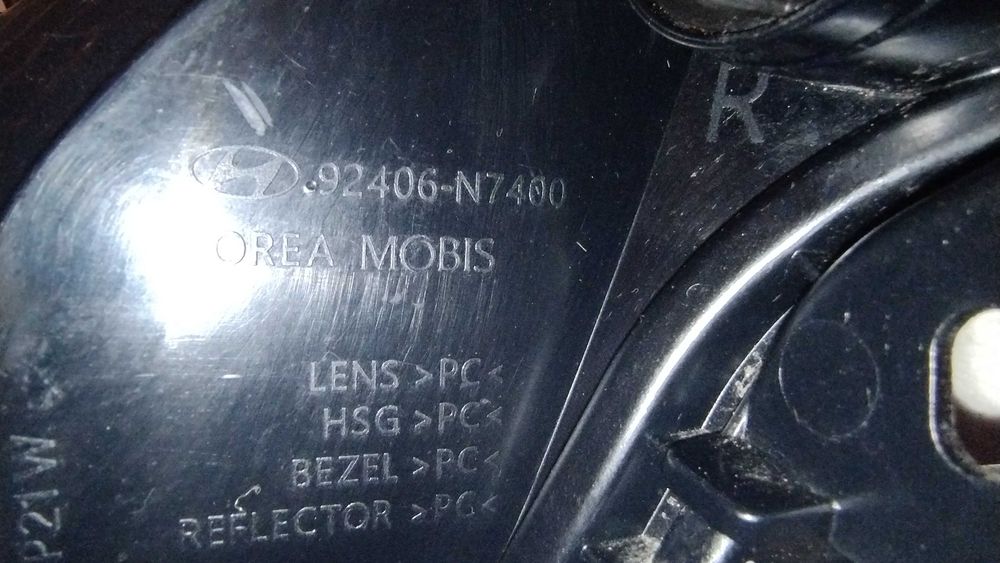 R
92406-N7400
OREA MOBIS
LENS >PC<
HSG >PC<
BEZEL >PC<
REFLECTOR >PC<
P21W